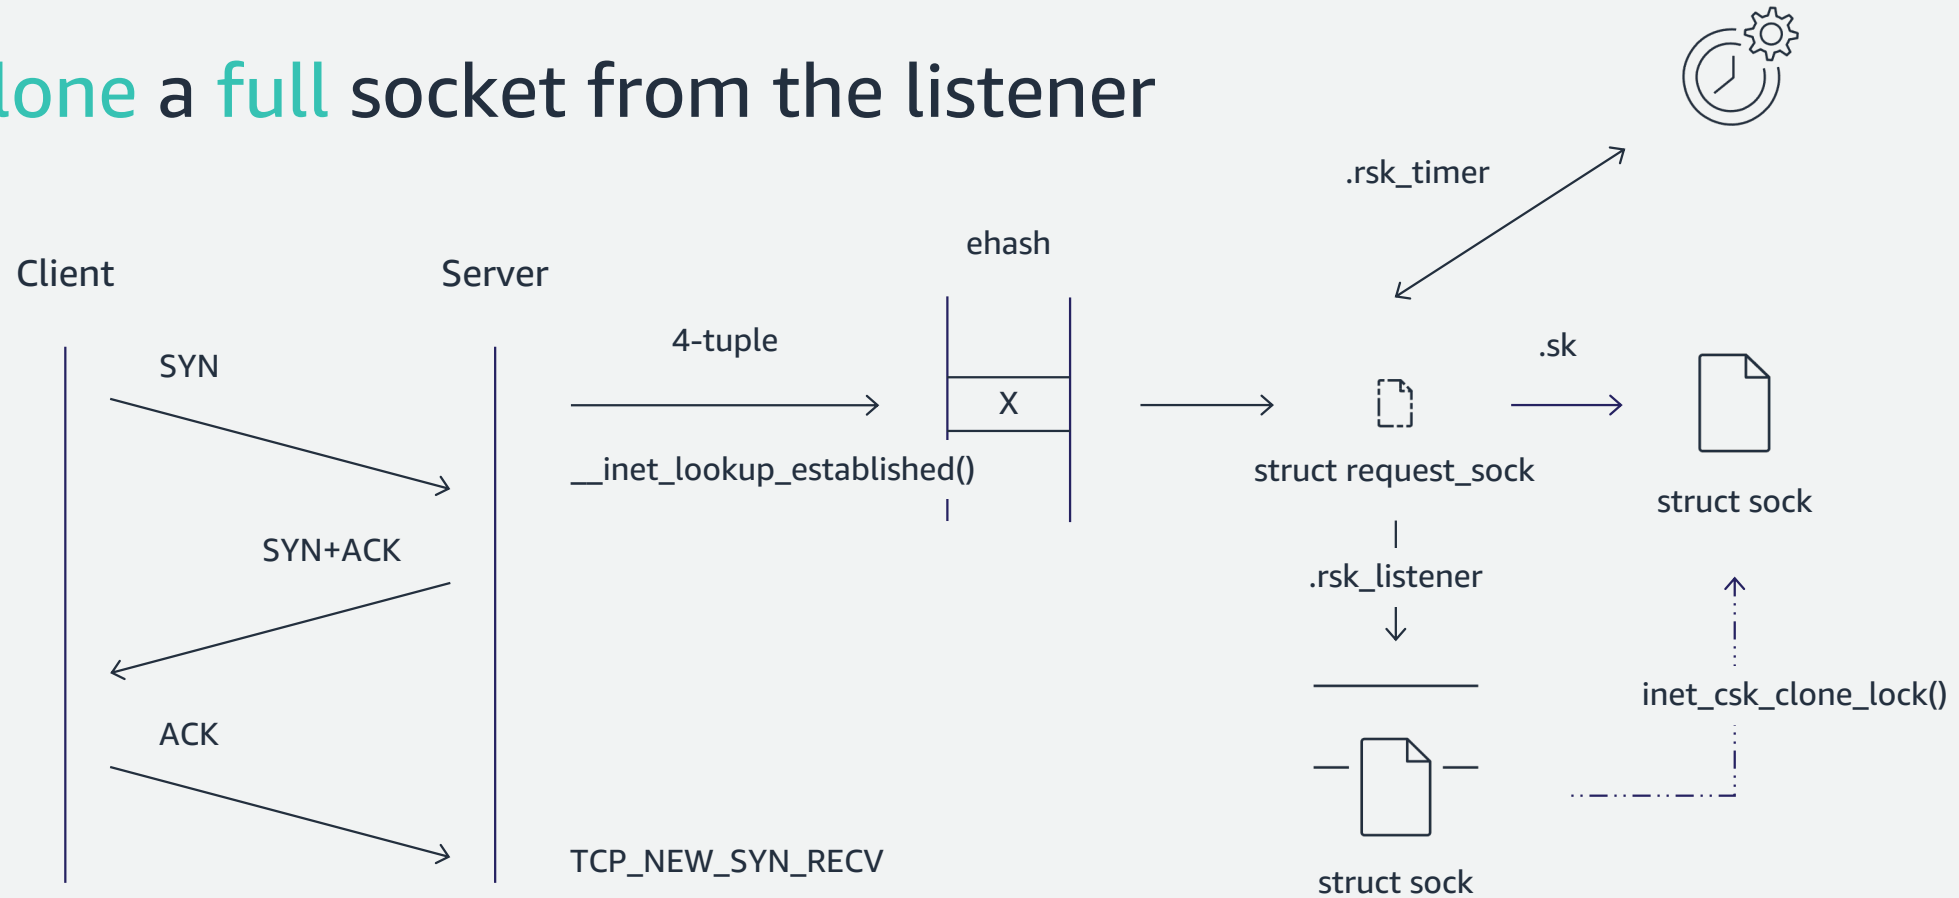 lone a full socket from the listener
.rsk_timer
ehash
Client
Server
4-tuple
.sk
SYN
X
__inet_lookup_established()
struct request_sock
struct sock
SYN+ACK
.rsk_listener
inet_csk_clone_lock()
ACK
TCP_NEW_SYN_RECV
struct sock